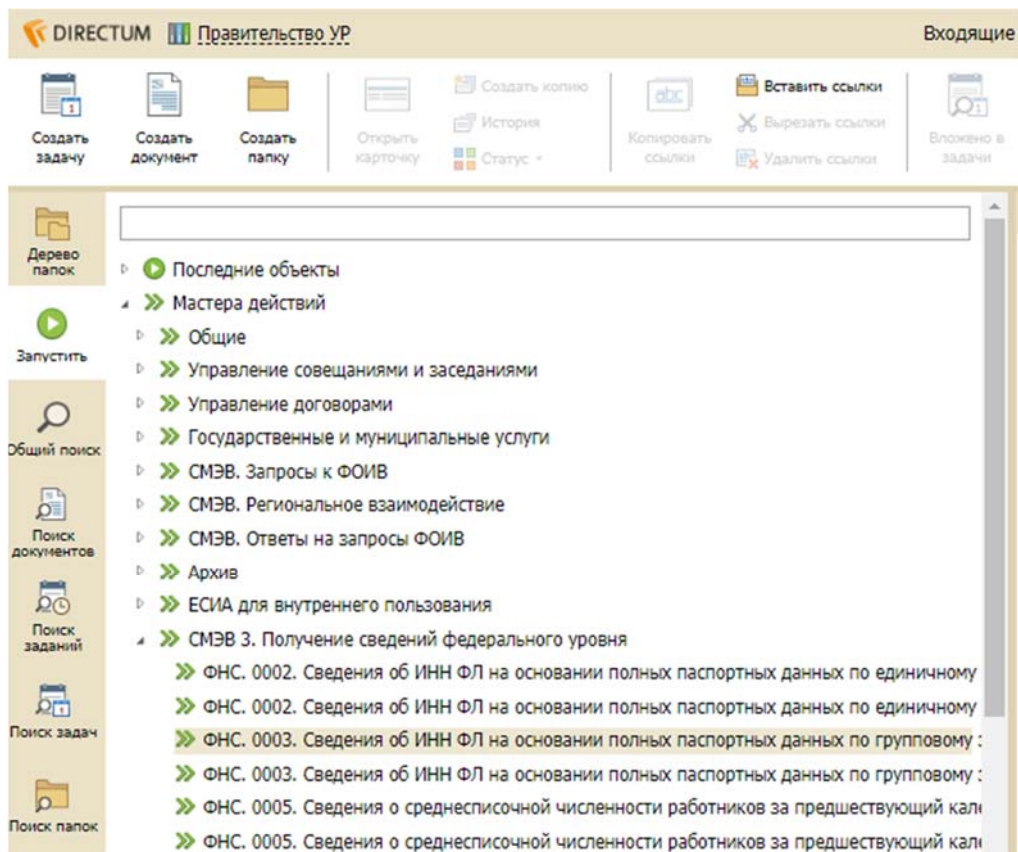 DIRECTUM Правительство УР Входящие
Создать задачу
Создать документ
Создать папку
Открыть карточку
Создать копию
История
Статус
Копировать ссылки
Вставить ссылки
Вырезать ссылки
Удалить ссылки
Вложено в задачи
Дерево папок
Запустить
Общий поиск
Поиск документов
Поиск заданий
Поиск задач
Поиск папок
Последние объекты
Мастера действий
Общие
Управление совещаниями и заседаниями
Управление договорами
Государственные и муниципальные услуги
СМЭВ. Запросы к ФОИВ
СМЭВ. Региональное взаимодействие
СМЭВ. Ответы на запросы ФОИВ
Архив
ЕСИА для внутреннего пользования
СМЭВ 3. Получение сведений федерального уровня
ФНС. 0002. Сведения об ИНН ФЛ на основании полных паспортных данных по единичному
ФНС. 0002. Сведения об ИНН ФЛ на основании полных паспортных данных по единичному
ФНС. 0003. Сведения об ИНН ФЛ на основании полных паспортных данных по групповому
ФНС. 0003. Сведения об ИНН ФЛ на основании полных паспортных данных по групповому
ФНС. 0005. Сведения о среднесписочной численности работников за предшествующий кале
ФНС. 0005. Сведения о среднесписочной численности работников за предшествующий кале